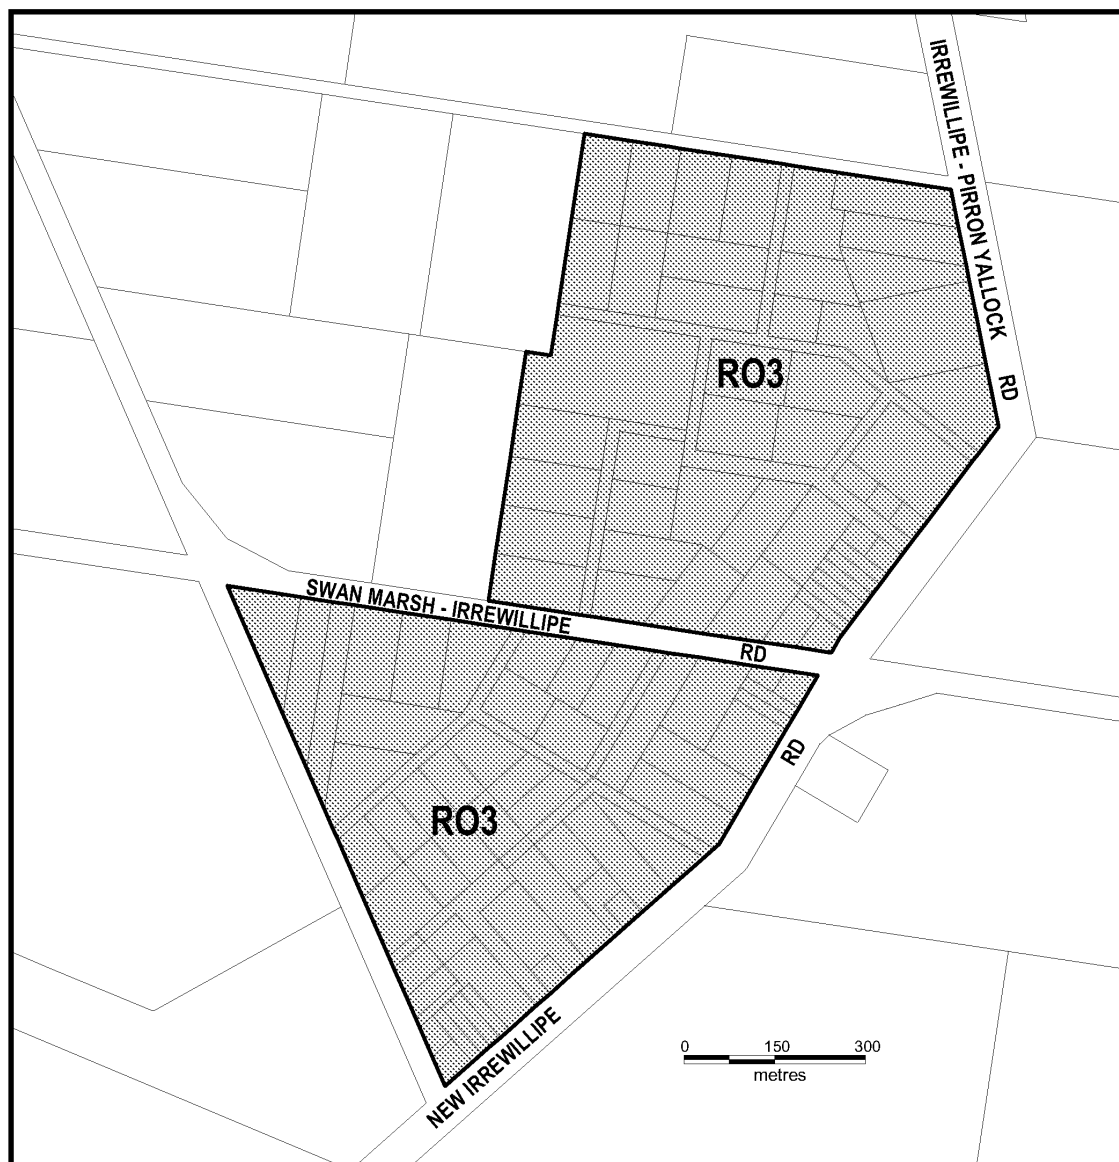 IRREWILLIPE - PIRRON YALLOCK RD
RO3
SWAN MARSH - IRREWILLIPE RD
RO3
NEW IRREWILLIPE RD
0 150 300
metres